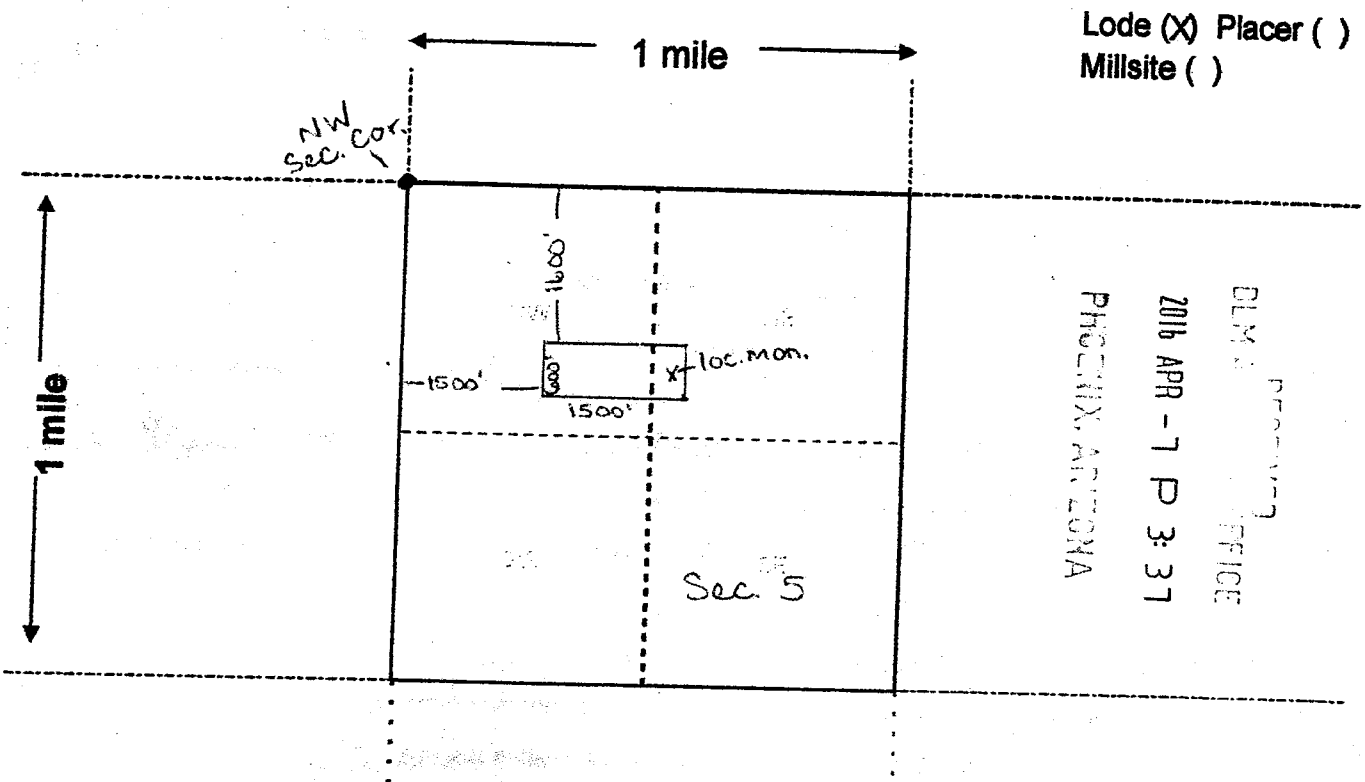 Lode (X) Placer ( )
Millsite ( )
1 mile
NW
Sec. cor.
1600'
loc. mon.
1500'
600'
1500'
1 mile
Sec. 5
2016 APR -7 P 3:37
PHOENIX, ARIZONA